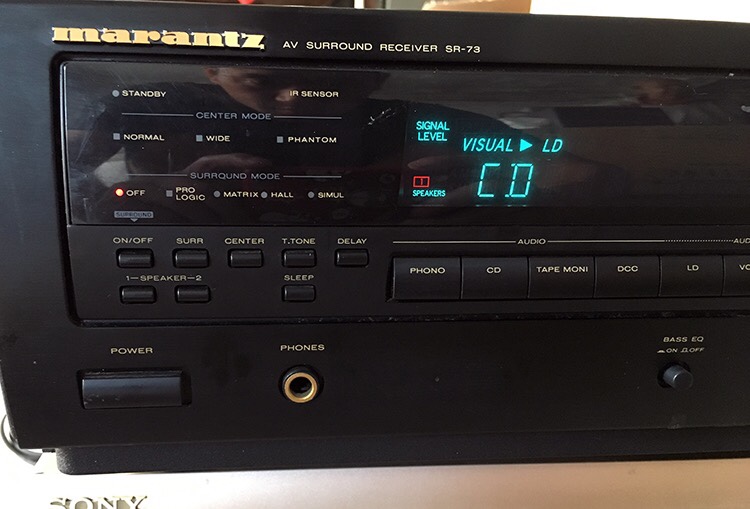 marantz AV SURROUND RECEIVER SR-73
STANDBY IR SENSOR
CENTER MODE
NORMAL WIDE PHANTOM
SURROUND MODE
OFF PRO LOGIC MATRIX HALL SIMUL
SURROUND
SIGNAL LEVEL
VISUAL ▶ LD
1
SPEAKERS
CD
ON/OFF SURR CENTER T.TONE DELAY
1-SPEAKER-2 SLEEP
AUDIO
PHONO CD TAPE MONI DCC LD
POWER PHONES
BASS EQ
ON OFF
SONY